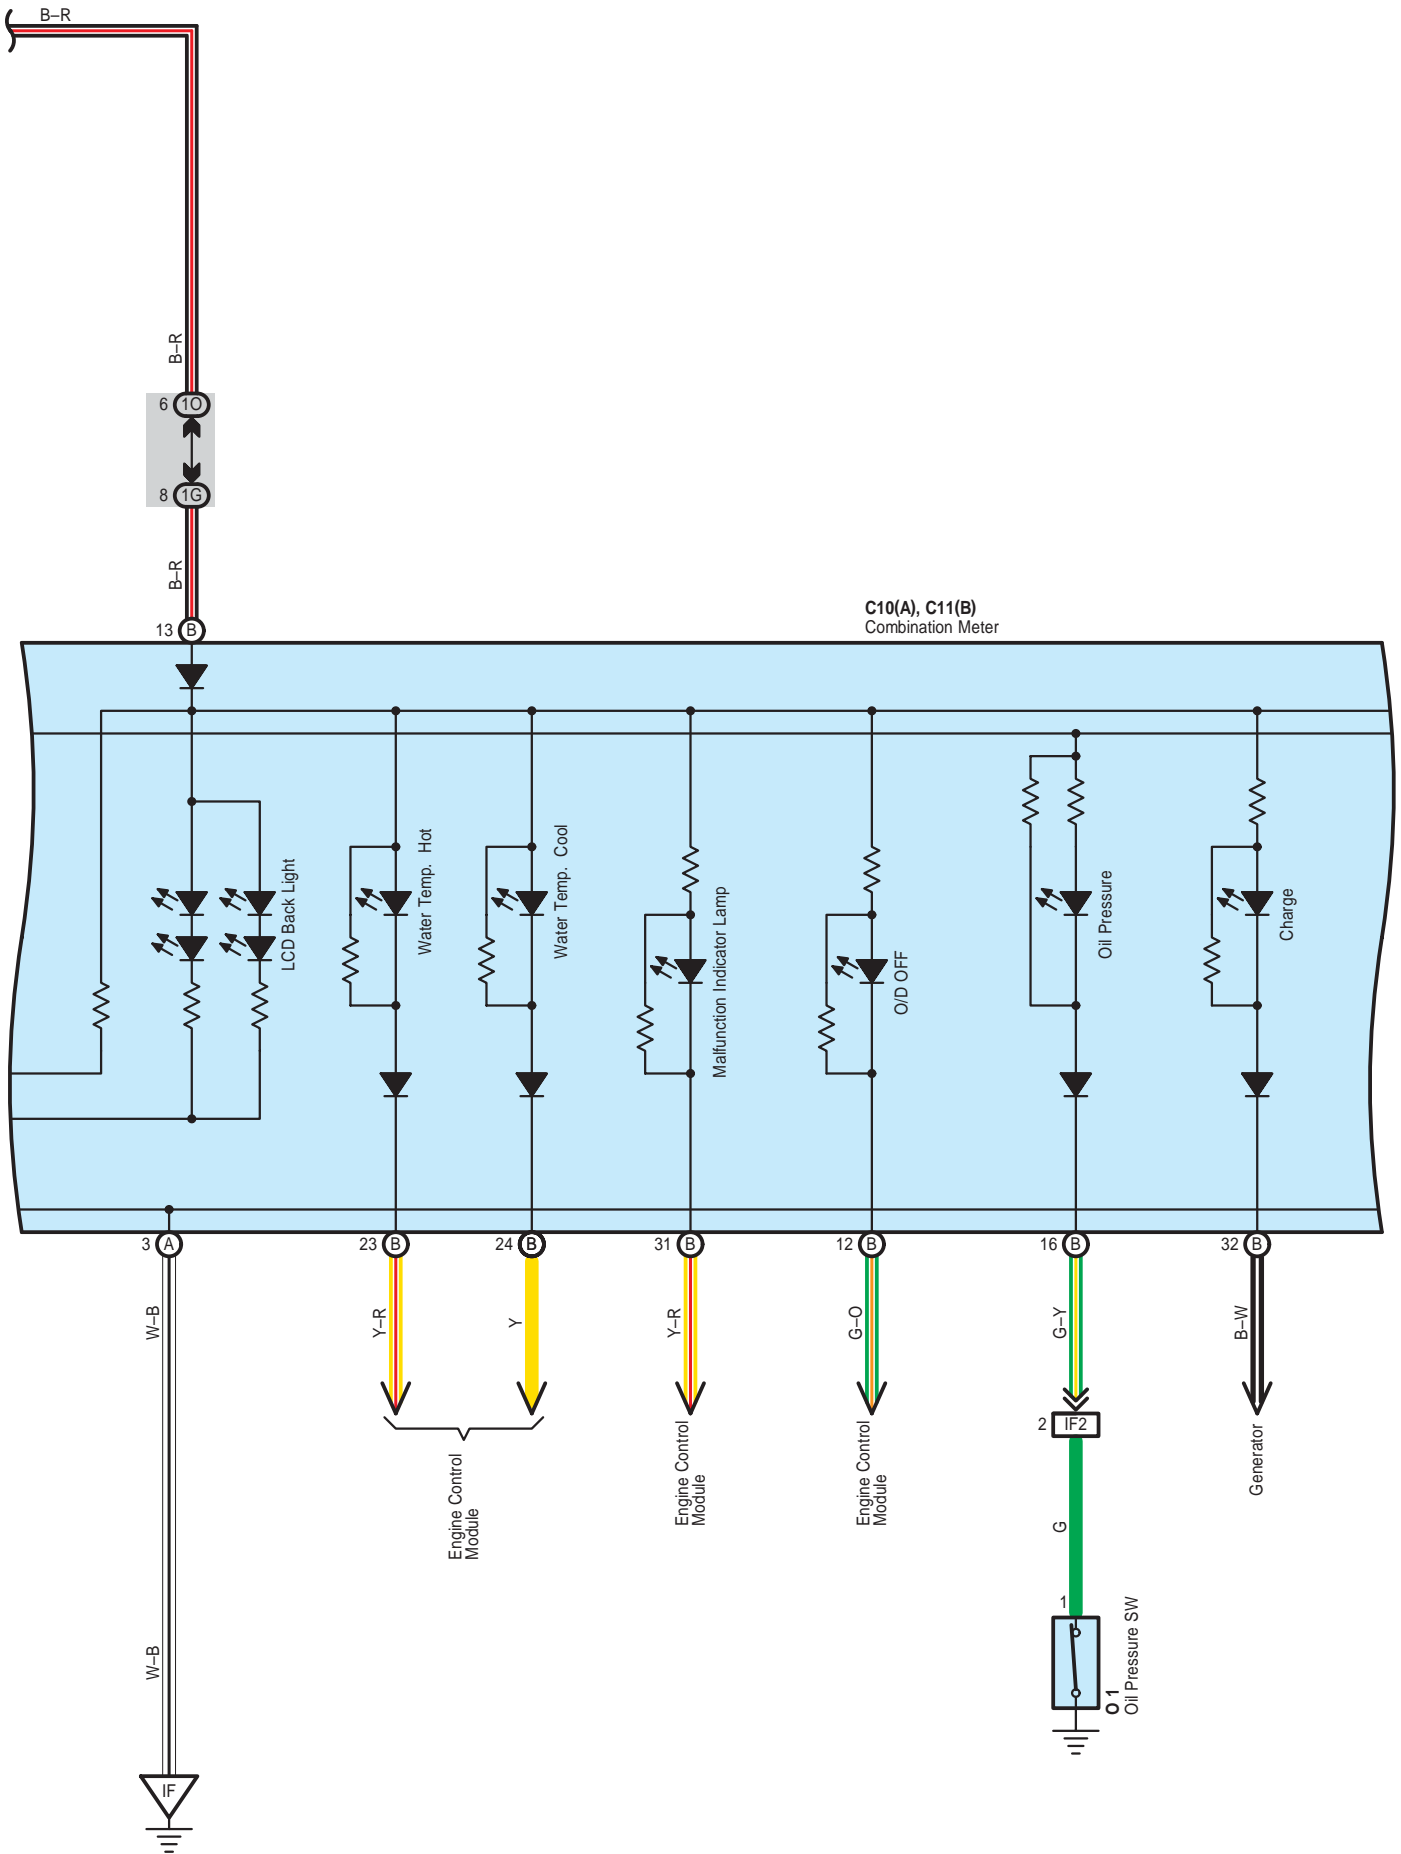 B–R
B–R
6 1O
8 1G
B–R
13 B
C10(A), C11(B)
Combination Meter
LCD Back Light
Water Temp. Hot
Water Temp. Cool
Malfunction Indicator Lamp
O/D OFF
Oil Pressure
Charge
3 A
23 B
24 B
31 B
12 B
16 B
32 B
W–B
Y–R
Y
Y–R
G–O
G–Y
B–W
Engine Control
Module
Engine Control
Module
Engine Control
Module
2 IF2
Generator
G
1
O 1
Oil Pressure SW
W–B
IF